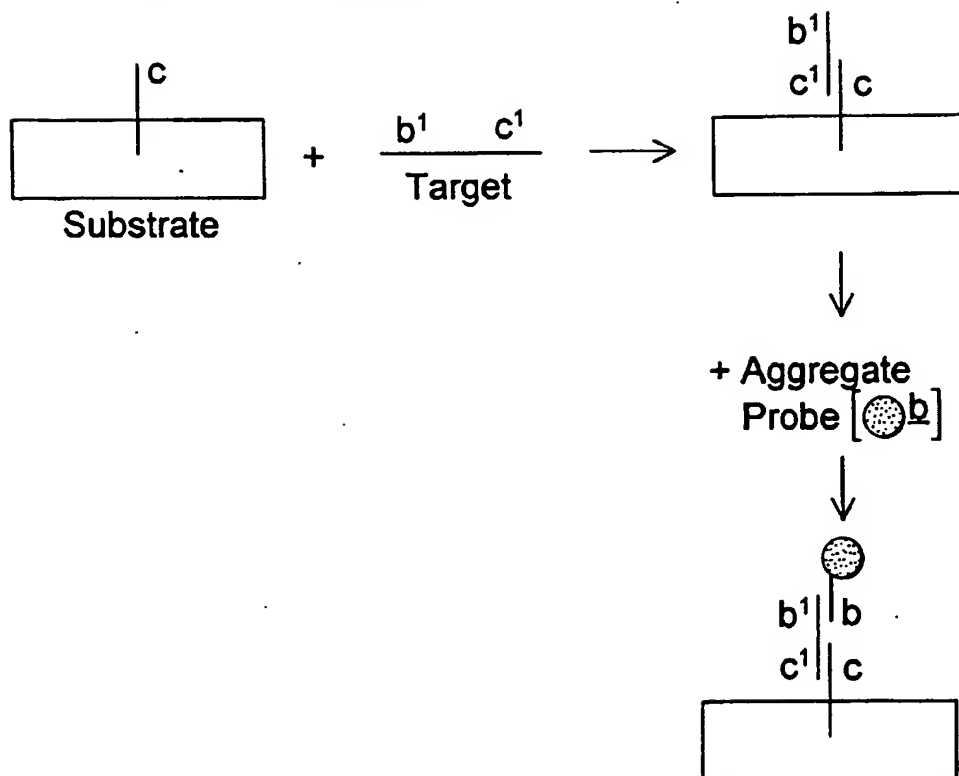 c
Substrate
+
b¹ c¹
Target
b¹
c¹ c
+ Aggregate
Probe [b]
b¹ b
c¹ c